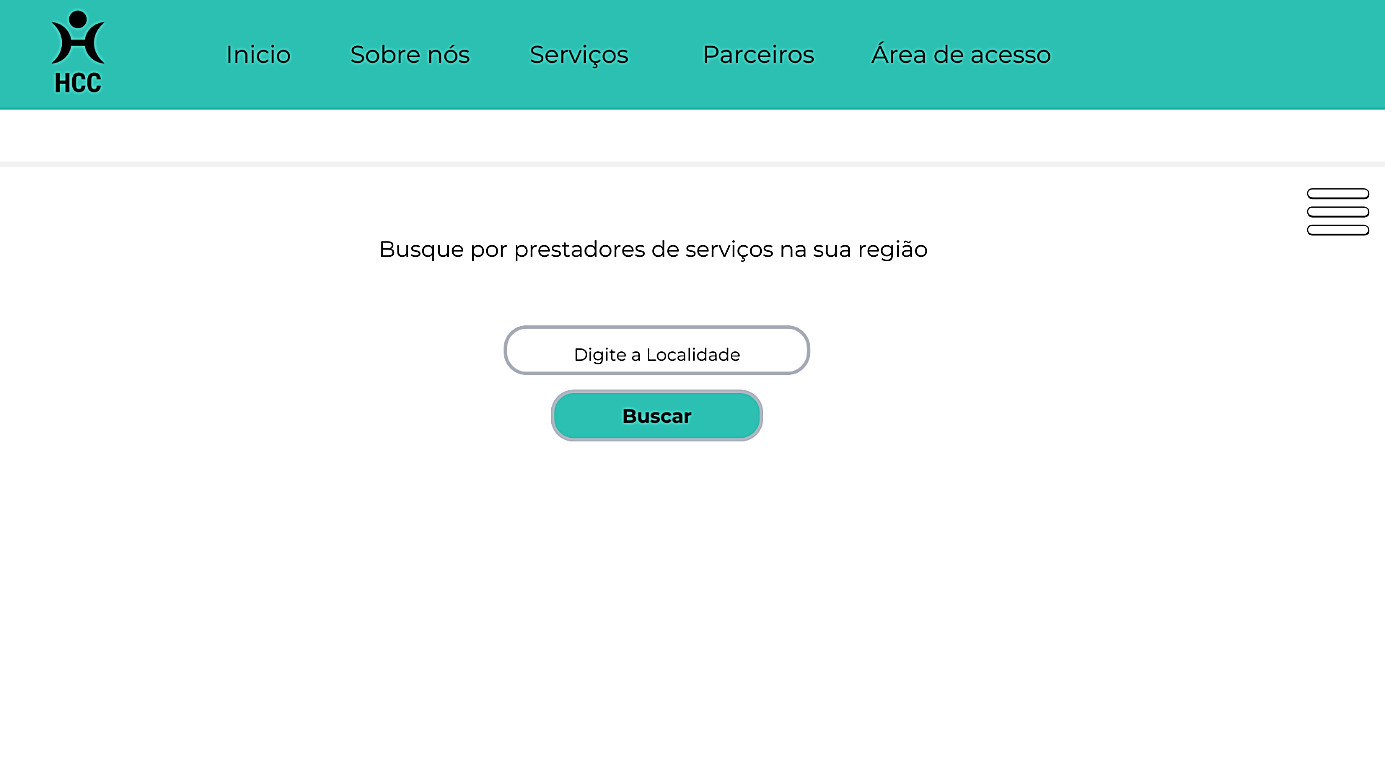 HCC
Inicio Sobre nós Serviços Parceiros Área de acesso
Busque por prestadores de serviços na sua região
Digite a Localidade
Buscar